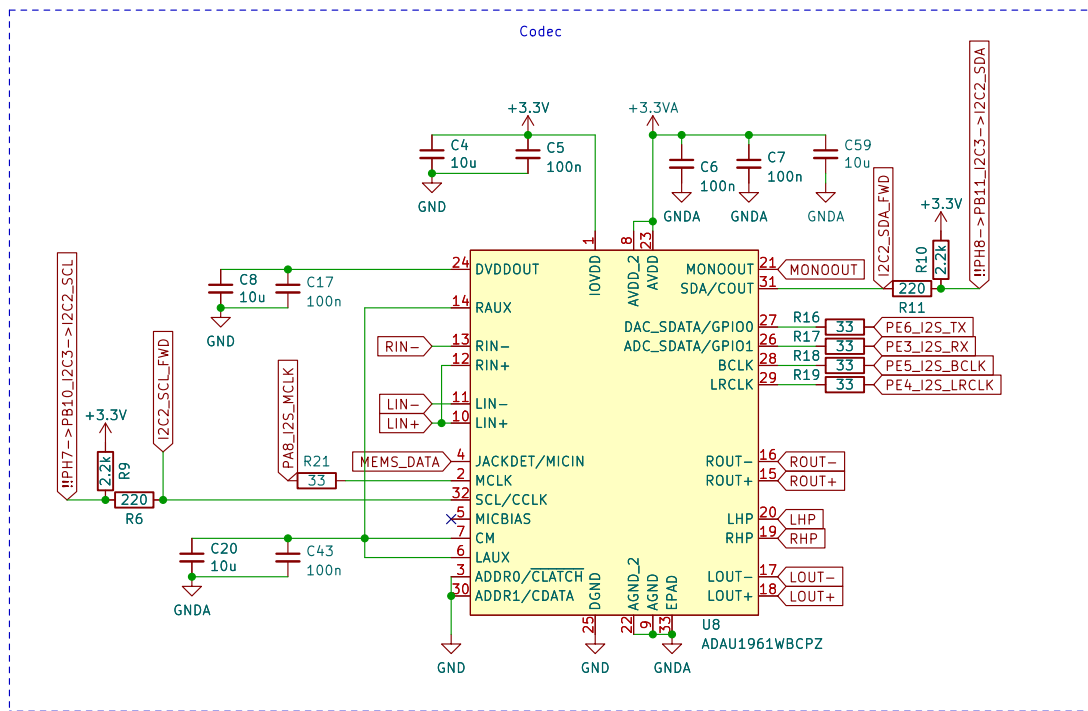 Codec
+3.3V
C4
10u
C5
100n
GND
+3.3VA
C6
100n
C7
100n
C59
10u
GNDA
GNDA
GNDA
I2C2_SDA_FWD
!!PH8->PB11_I2C3->I2C2_SDA
+3.3V
R10
2.2k
220
R11
C8
10u
C17
100n
GND
!!PH7->PB10_I2C3->I2C2_SCL
I2C2_SCL_FWD
+3.3V
2.2k
R9
220
R6
PA8_I2S_MCLK
R21
33
RIN-
LIN-
LIN+
MEMS_DATA
C20
10u
C43
100n
GNDA
1
IOVDD
8
AVDD_2
23
AVDD
24
DVDDOUT
14
RAUX
13
RIN-
12
RIN+
11
LIN-
10
LIN+
4
JACKDET/MICIN
2
MCLK
32
SCL/CCLK
5
MICBIAS
7
CM
6
LAUX
3
ADDR0/CLATCH
30
ADDR1/CDATA
25
DGND
22
AGND_2
9
AGND
33
EPAD
MONOOUT
21
MONOOUT
SDA/COUT
31
DAC_SDATA/GPIO0
27
R16
33
PE6_I2S_TX
ADC_SDATA/GPIO1
26
R17
33
PE3_I2S_RX
BCLK
28
R18
33
PE5_I2S_BCLK
LRCLK
29
R19
33
PE4_I2S_LRCLK
ROUT-
16
ROUT-
ROUT+
15
ROUT+
LHP
20
LHP
RHP
19
RHP
LOUT-
17
LOUT-
LOUT+
18
LOUT+
U8
ADAU1961WBCPZ
GND
GND
GNDA